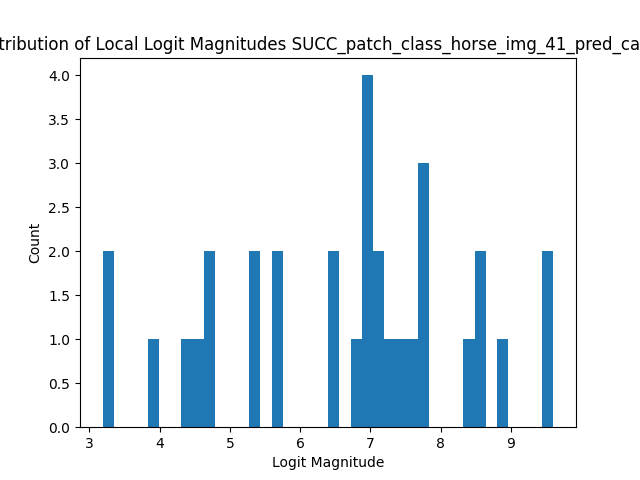 tribution of Local Logit Magnitudes SUCC_patch_class_horse_img_41_pred_ca
4.0
3.5
3.0
2.5
2.0
1.5
1.0
0.5
0.0
Count
3 4 5 6 7 8 9
Logit Magnitude